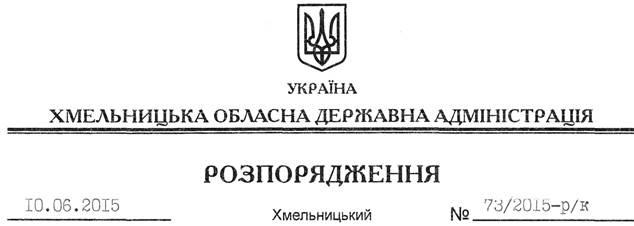 УКРАЇНА
ХМЕЛЬНИЦЬКА ОБЛАСНА ДЕРЖАВНА АДМІНІСТРАЦІЯ
РОЗПОРЯДЖЕННЯ
10.06.2015 Хмельницький № 73/2015-р/к